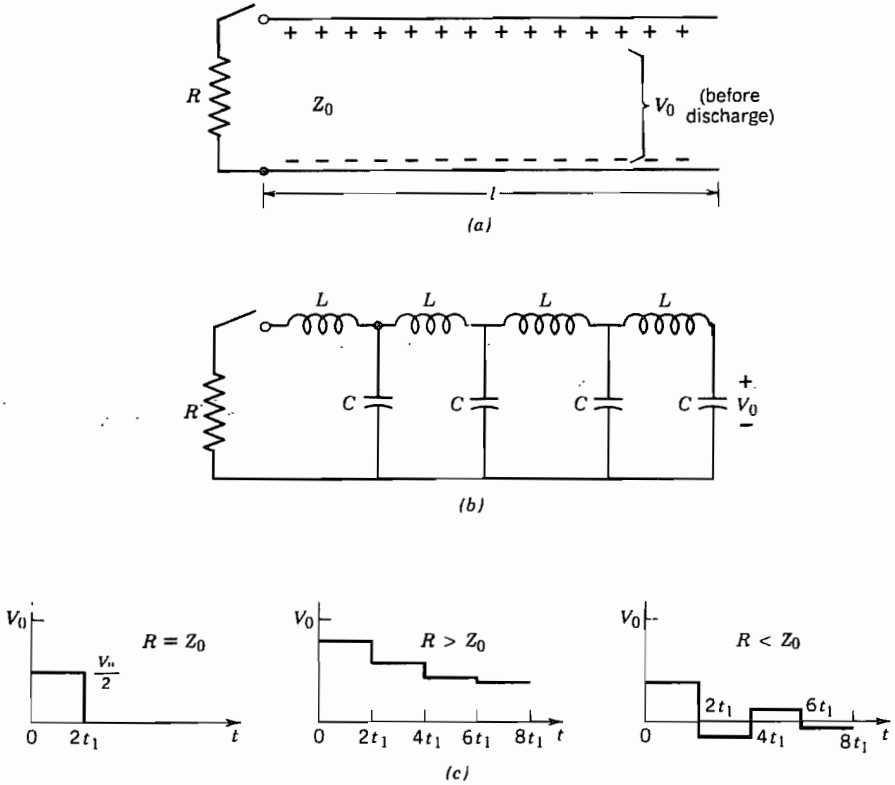 + + + + + + + + + + + + + +
R
Z₀
V₀ (before discharge)
− − − − − − − − − − − − − −
l
(a)
L L L L
R
C C C C
+
V₀
−
(b)
V₀
R = Z₀
V₀/2
0 2t₁ t
V₀
R > Z₀
0 2t₁ 4t₁ 6t₁ 8t₁ t
V₀
R < Z₀
2t₁ 6t₁
0 4t₁ 8t₁ t
(c)